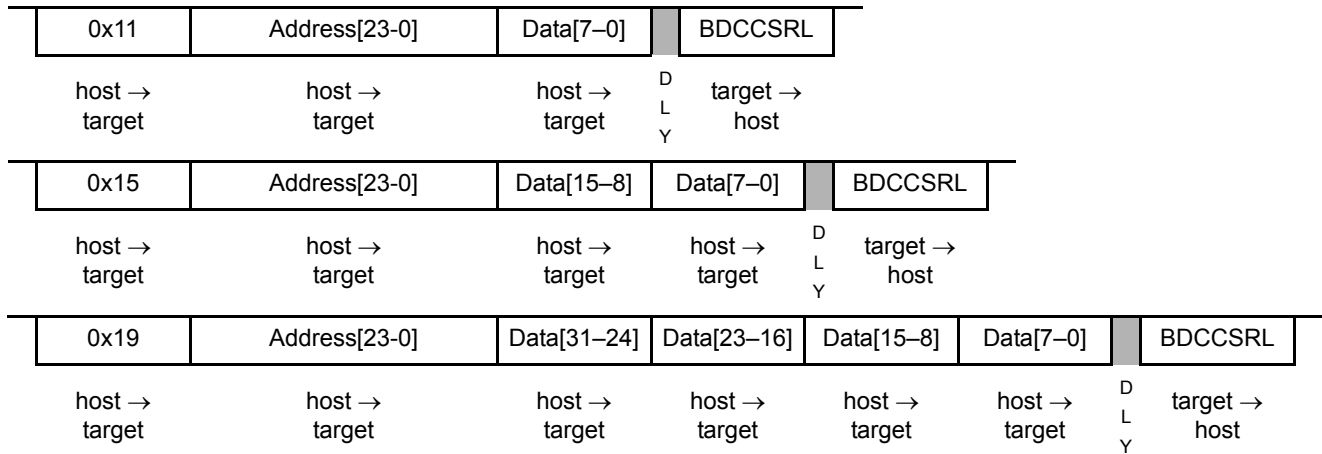 0x11 Address[23-0] Data[7–0] BDCCSRL
host → host → host → D target →
target target target L host
Y
0x15 Address[23-0] Data[15–8] Data[7–0] BDCCSRL
host → host → host → host → D target →
target target target target L host
Y
0x19 Address[23-0] Data[31–24] Data[23–16] Data[15–8] Data[7–0] BDCCSRL
host → host → host → host → host → host → D target →
target target target target target target L host
Y